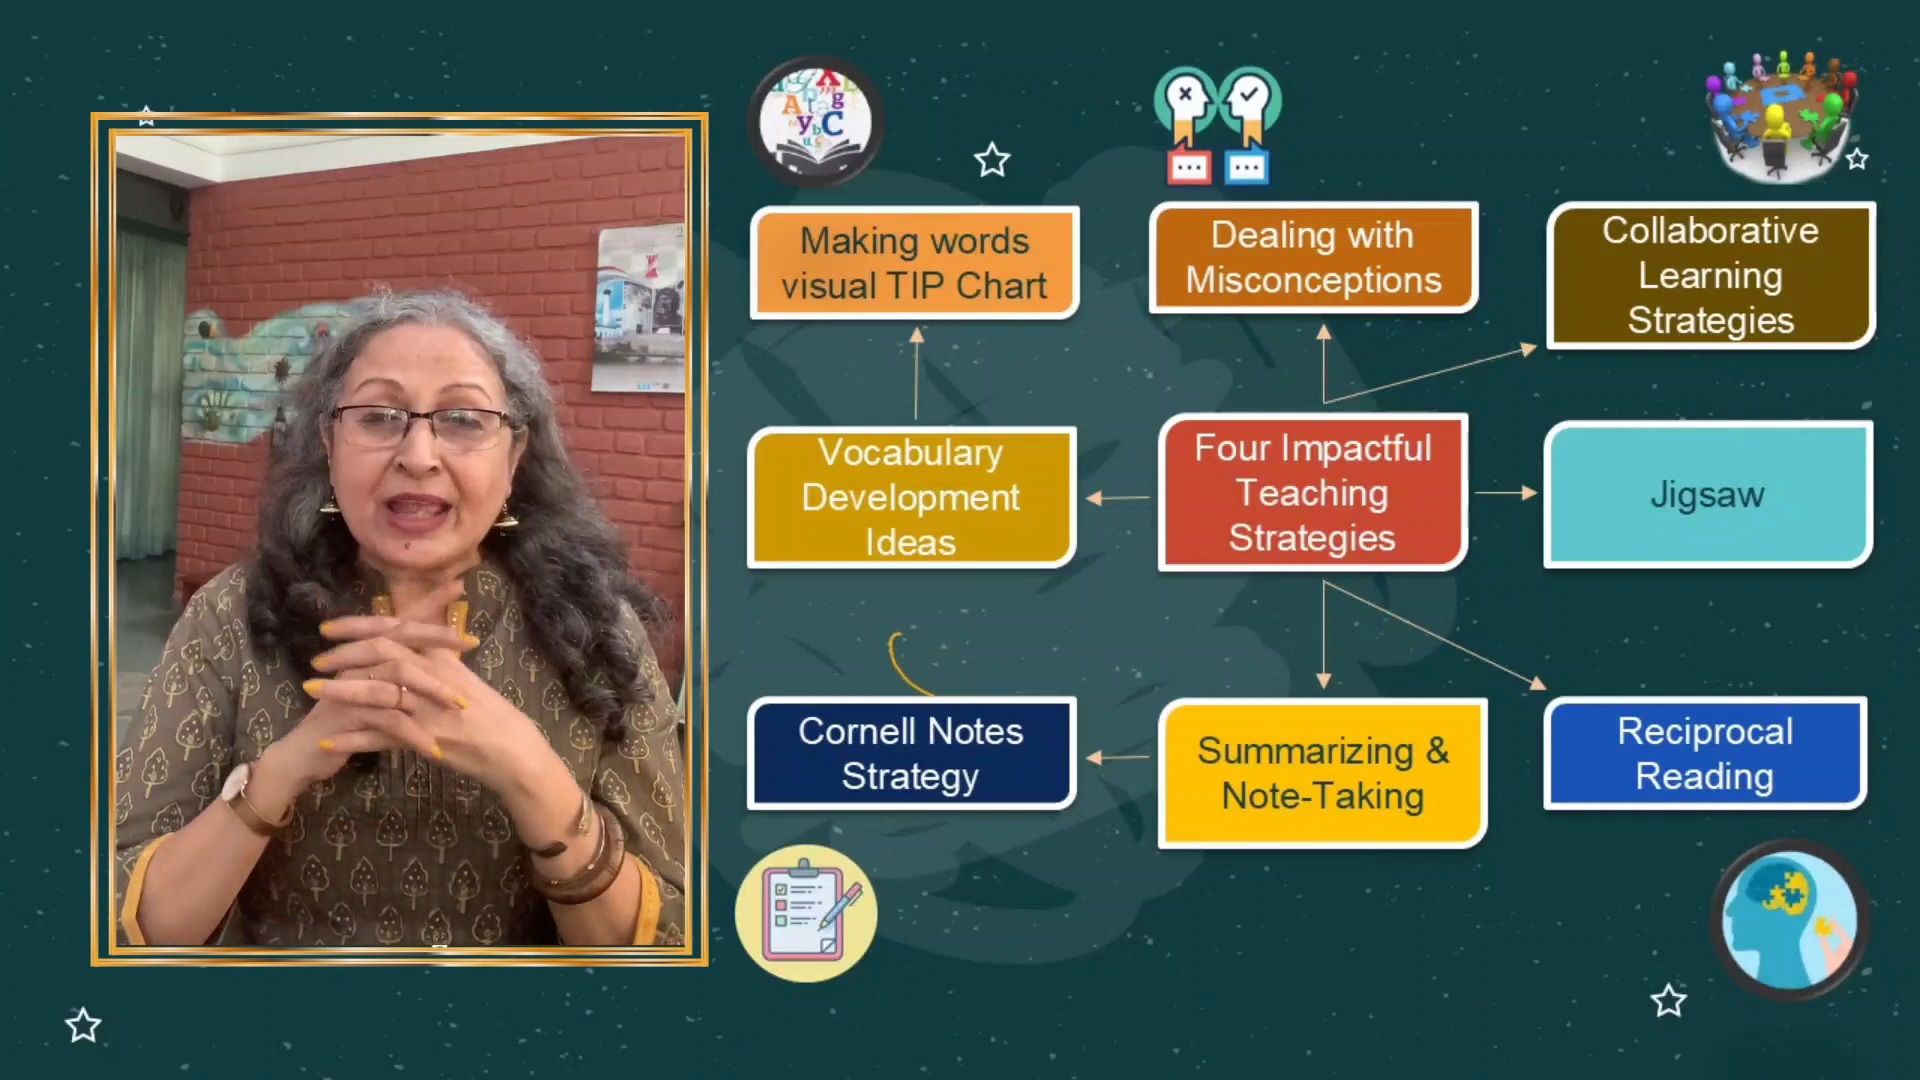 Making words
visual TIP Chart
Dealing with
Misconceptions
Collaborative
Learning
Strategies
Vocabulary
Development
Ideas
Four Impactful
Teaching
Strategies
Jigsaw
Cornell Notes
Strategy
Summarizing &
Note-Taking
Reciprocal
Reading